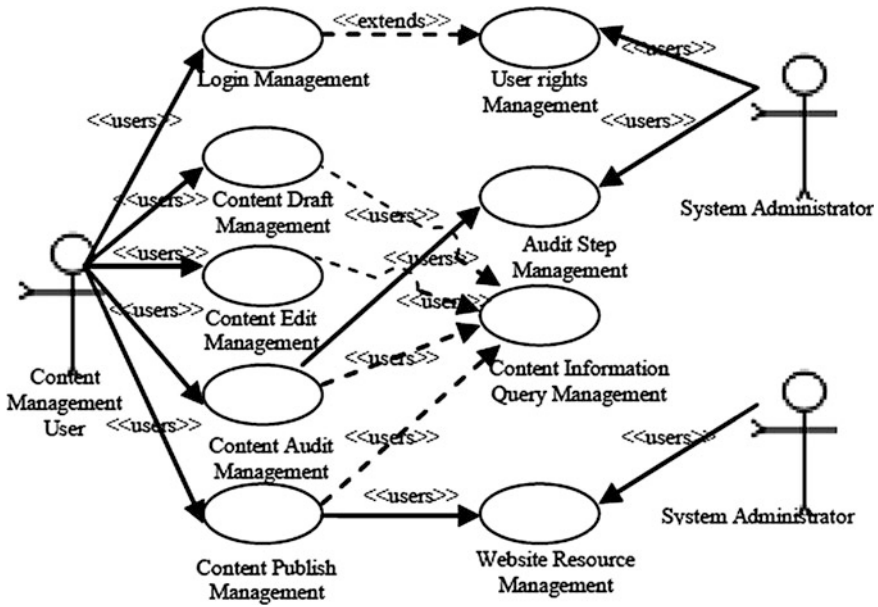 <<extends>>
Login Management
User rights
Management
<<users>>
<<users>>
<<users>>
<<users>>
Content Draft
Management
<<users>>
System Administrator
Audit Step
Management
<<users>>
<<users>>
<<users>>
<<users>>
Content Edit
Management
Content Information
Query Management
<<users>>
Content
Management
User
<<users>>
Content Audit
Management
<<users>>
<<users>>
<<users>>
System Administrator
Content Publish
Management
Website Resource
Management